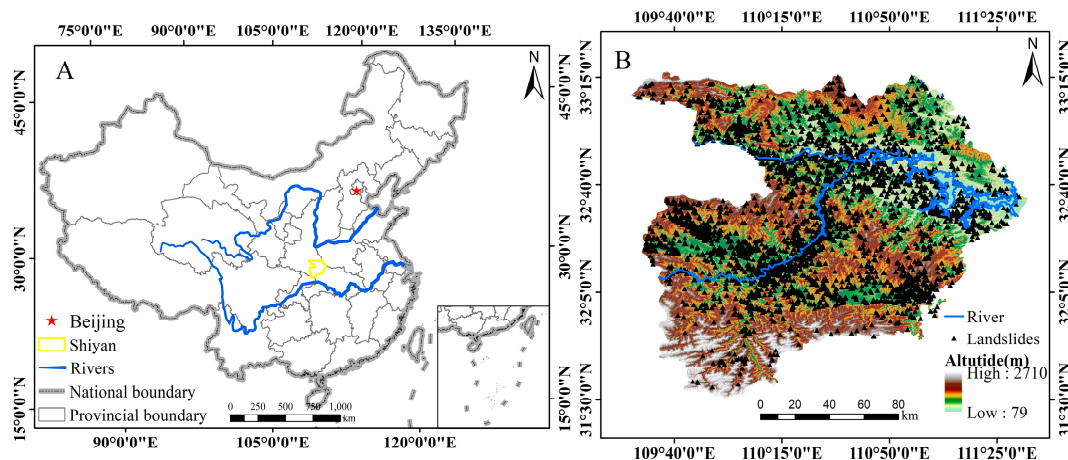 75°0'0"E 90°0'0"E 105°0'0"E 120°0'0"E 135°0'0"E
A
N
45°0'0"N
30°0'0"N
15°0'0"N
45°0'0"N
30°0'0"N
15°0'0"N
Beijing
Shiyan
Rivers
National boundary
Provincial boundary
0 250 500 750 1,000
km
90°0'0"E 105°0'0"E 120°0'0"E
109°40'0"E 110°15'0"E 110°50'0"E 111°25'0"E
B
N
33°15'0"N
32°40'0"N
32°5'0"N
31°30'0"N
33°15'0"N
32°40'0"N
32°5'0"N
31°30'0"N
River
Landslides
Altutide(m)
High : 2710
Low : 79
0 20 40 60 80
km
109°40'0"E 110°15'0"E 110°50'0"E 111°25'0"E